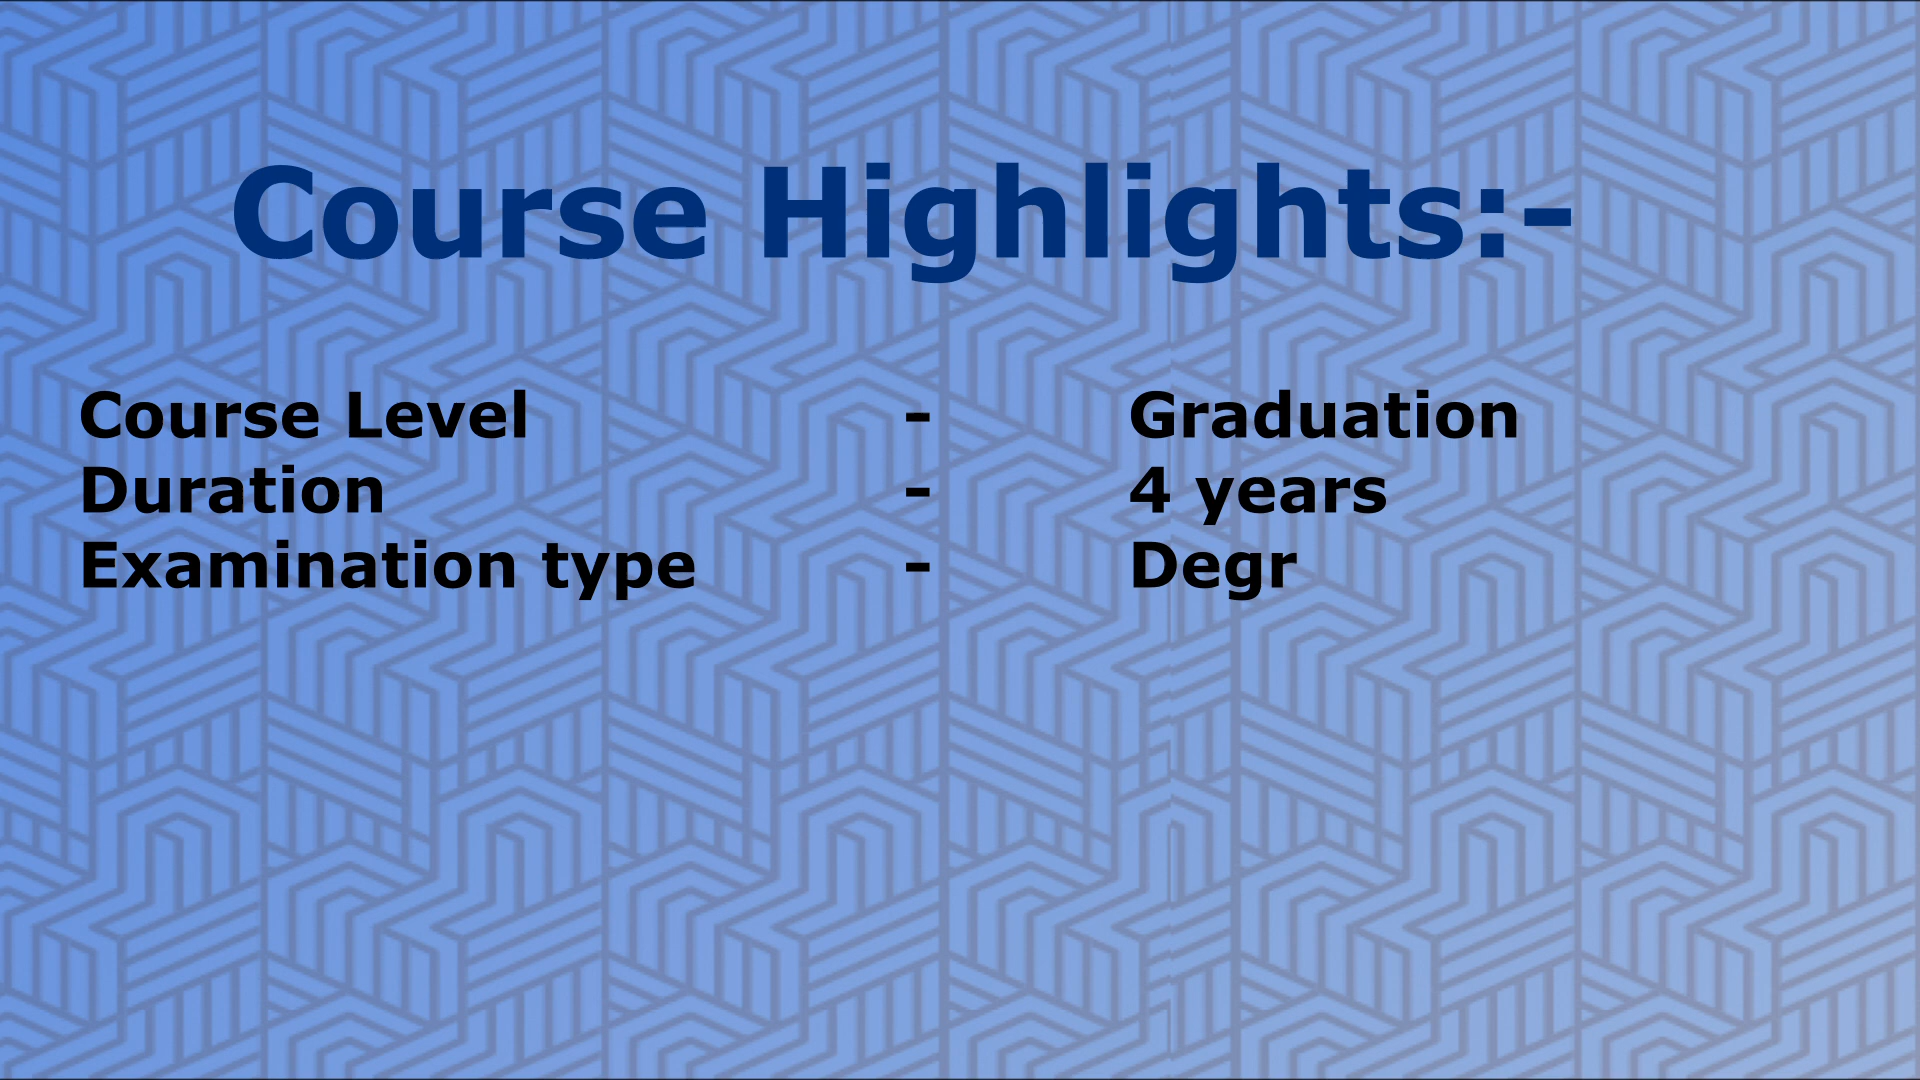 Course Highlights:-
Course Level - Graduation
Duration - 4 years
Examination type - Degr